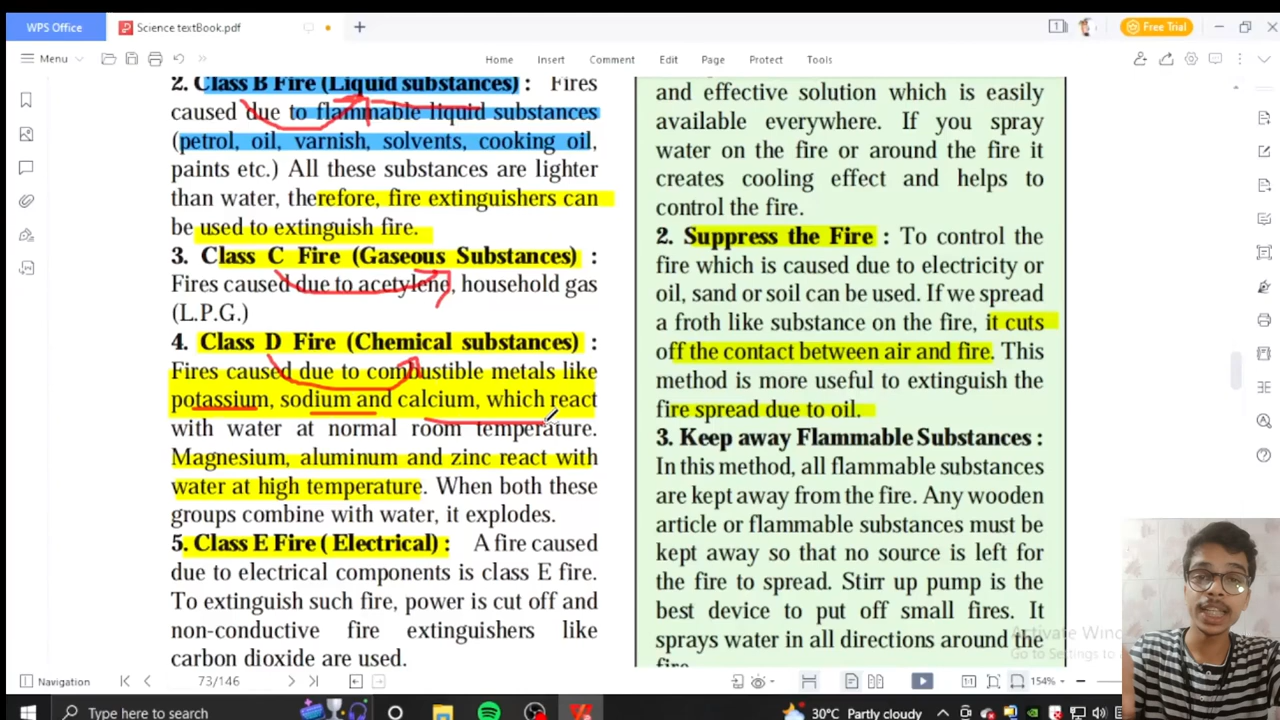 WPS Office
Science textBook.pdf
1
Free Trial
Menu
Home Insert Comment Edit Page Protect Tools
2. Class B Fire (Liquid substances) : Fires
caused due to flammable liquid substances
(petrol, oil, varnish, solvents, cooking oil,
paints etc.) All these substances are lighter
than water, therefore, fire extinguishers can
be used to extinguish fire.
3. Class C Fire (Gaseous Substances) :
Fires caused due to acetylene, household gas
(L.P.G.)
4. Class D Fire (Chemical substances) :
Fires caused due to combustible metals like
potassium, sodium and calcium, which react
with water at normal room temperature.
Magnesium, aluminum and zinc react with
water at high temperature. When both these
groups combine with water, it explodes.
5. Class E Fire ( Electrical) : A fire caused
due to electrical components is class E fire.
To extinguish such fire, power is cut off and
non-conductive fire extinguishers like
carbon dioxide are used.
and effective solution which is easily
available everywhere. If you spray
water on the fire or around the fire it
creates cooling effect and helps to
control the fire.
2. Suppress the Fire : To control the
fire which is caused due to electricity or
oil, sand or soil can be used. If we spread
a froth like substance on the fire, it cuts
off the contact between air and fire. This
method is more useful to extinguish the
fire spread due to oil.
3. Keep away Flammable Substances :
In this method, all flammable substances
are kept away from the fire. Any wooden
article or flammable substances must be
kept away so that no source is left for
the fire to spread. Stirr up pump is the
best device to put off small fires. It
sprays water in all directions around the
fire.
Activate Win
Go to Settings to
Navigation
73/146
154%
Type here to search
30°C Partly cloudy